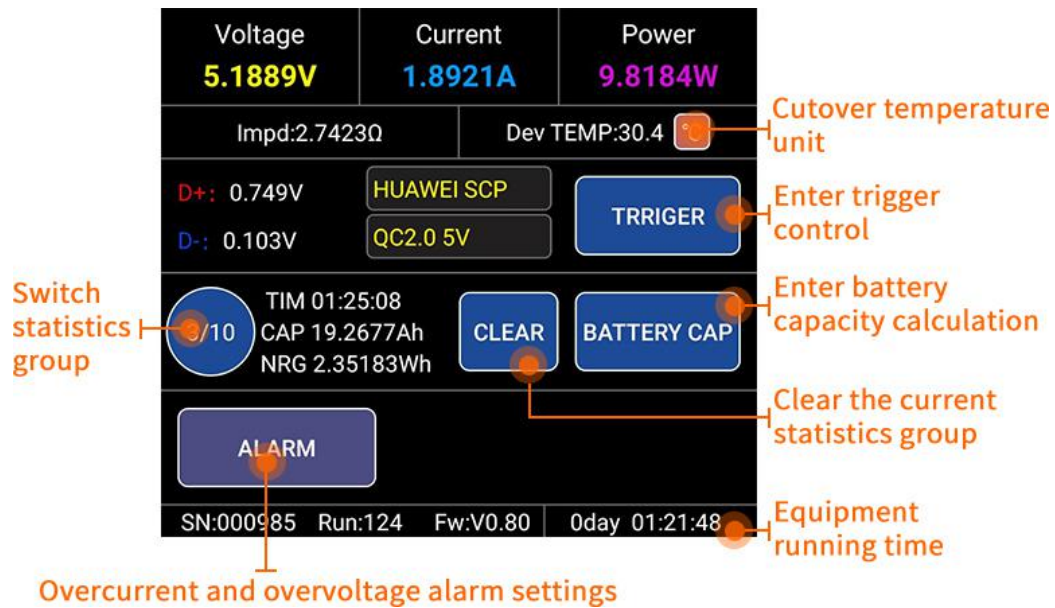 Voltage
Current
Power
5.1889V
1.8921A
9.8184W
Impd:2.7423Ω
Dev TEMP:30.4 °C
Cutover temperature
unit
D+: 0.749V
D-: 0.103V
HUAWEI SCP
QC2.0 5V
TRRIGER
Enter trigger
control
Switch
statistics
group
3/10
TIM 01:25:08
CAP 19.2677Ah
NRG 2.35183Wh
CLEAR
BATTERY CAP
Enter battery
capacity calculation
Clear the current
statistics group
ALARM
SN:000985
Run:124
Fw:V0.80
0day 01:21:48
Equipment
running time
Overcurrent and overvoltage alarm settings